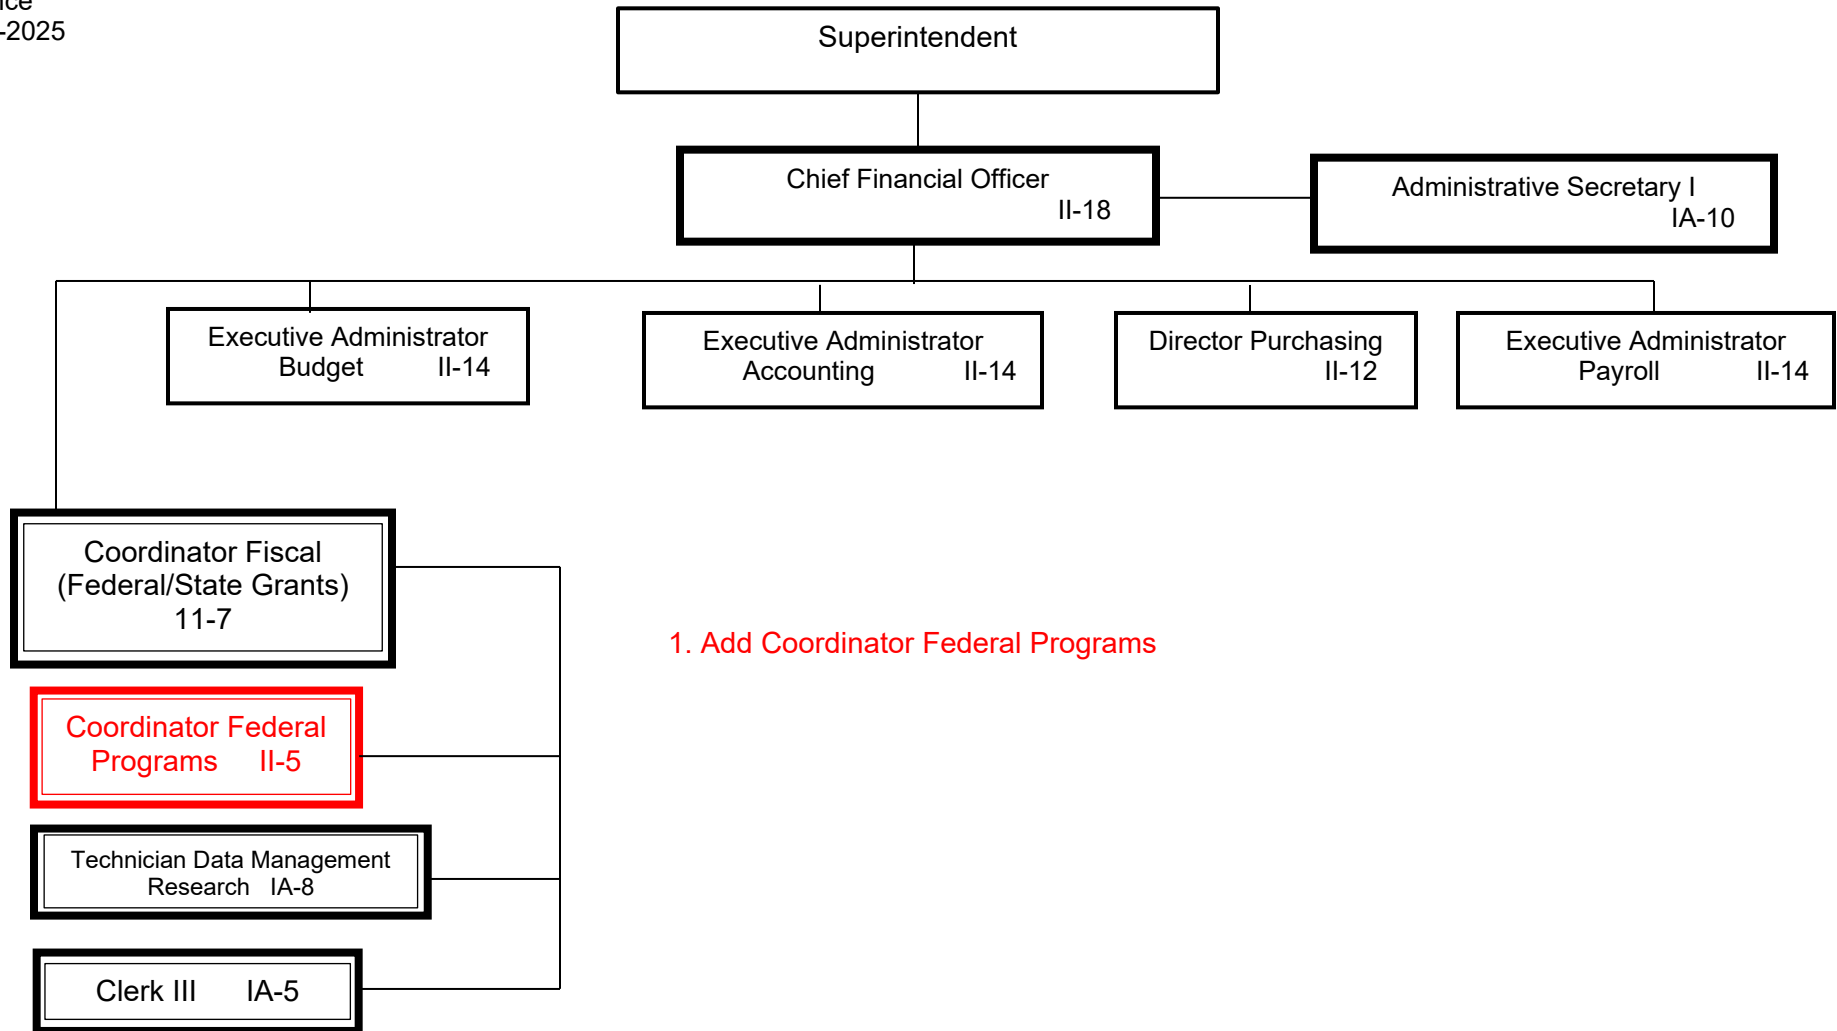 -2025
Superintendent
Chief Financial Officer
II-18
Administrative Secretary I
IA-10
Executive Administrator
Budget II-14
Executive Administrator
Accounting II-14
Director Purchasing
II-12
Executive Administrator
Payroll II-14
Coordinator Fiscal
(Federal/State Grants)
11-7
1. Add Coordinator Federal Programs
Coordinator Federal
Programs II-5
Technician Data Management
Research IA-8
Clerk III IA-5